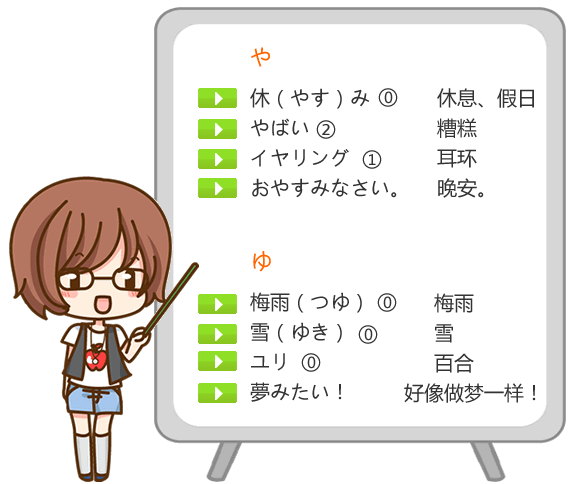 や
休(やすみ)み ⓪ 休息、假日
やばい ② 糟糕
イヤリング ① 耳环
おやすみなさい。 晚安。
ゆ
梅雨(つゆ) ⓪ 梅雨
雪(ゆき) ⓪ 雪
ユリ ⓪ 百合
夢みたい! 好像做梦一样!